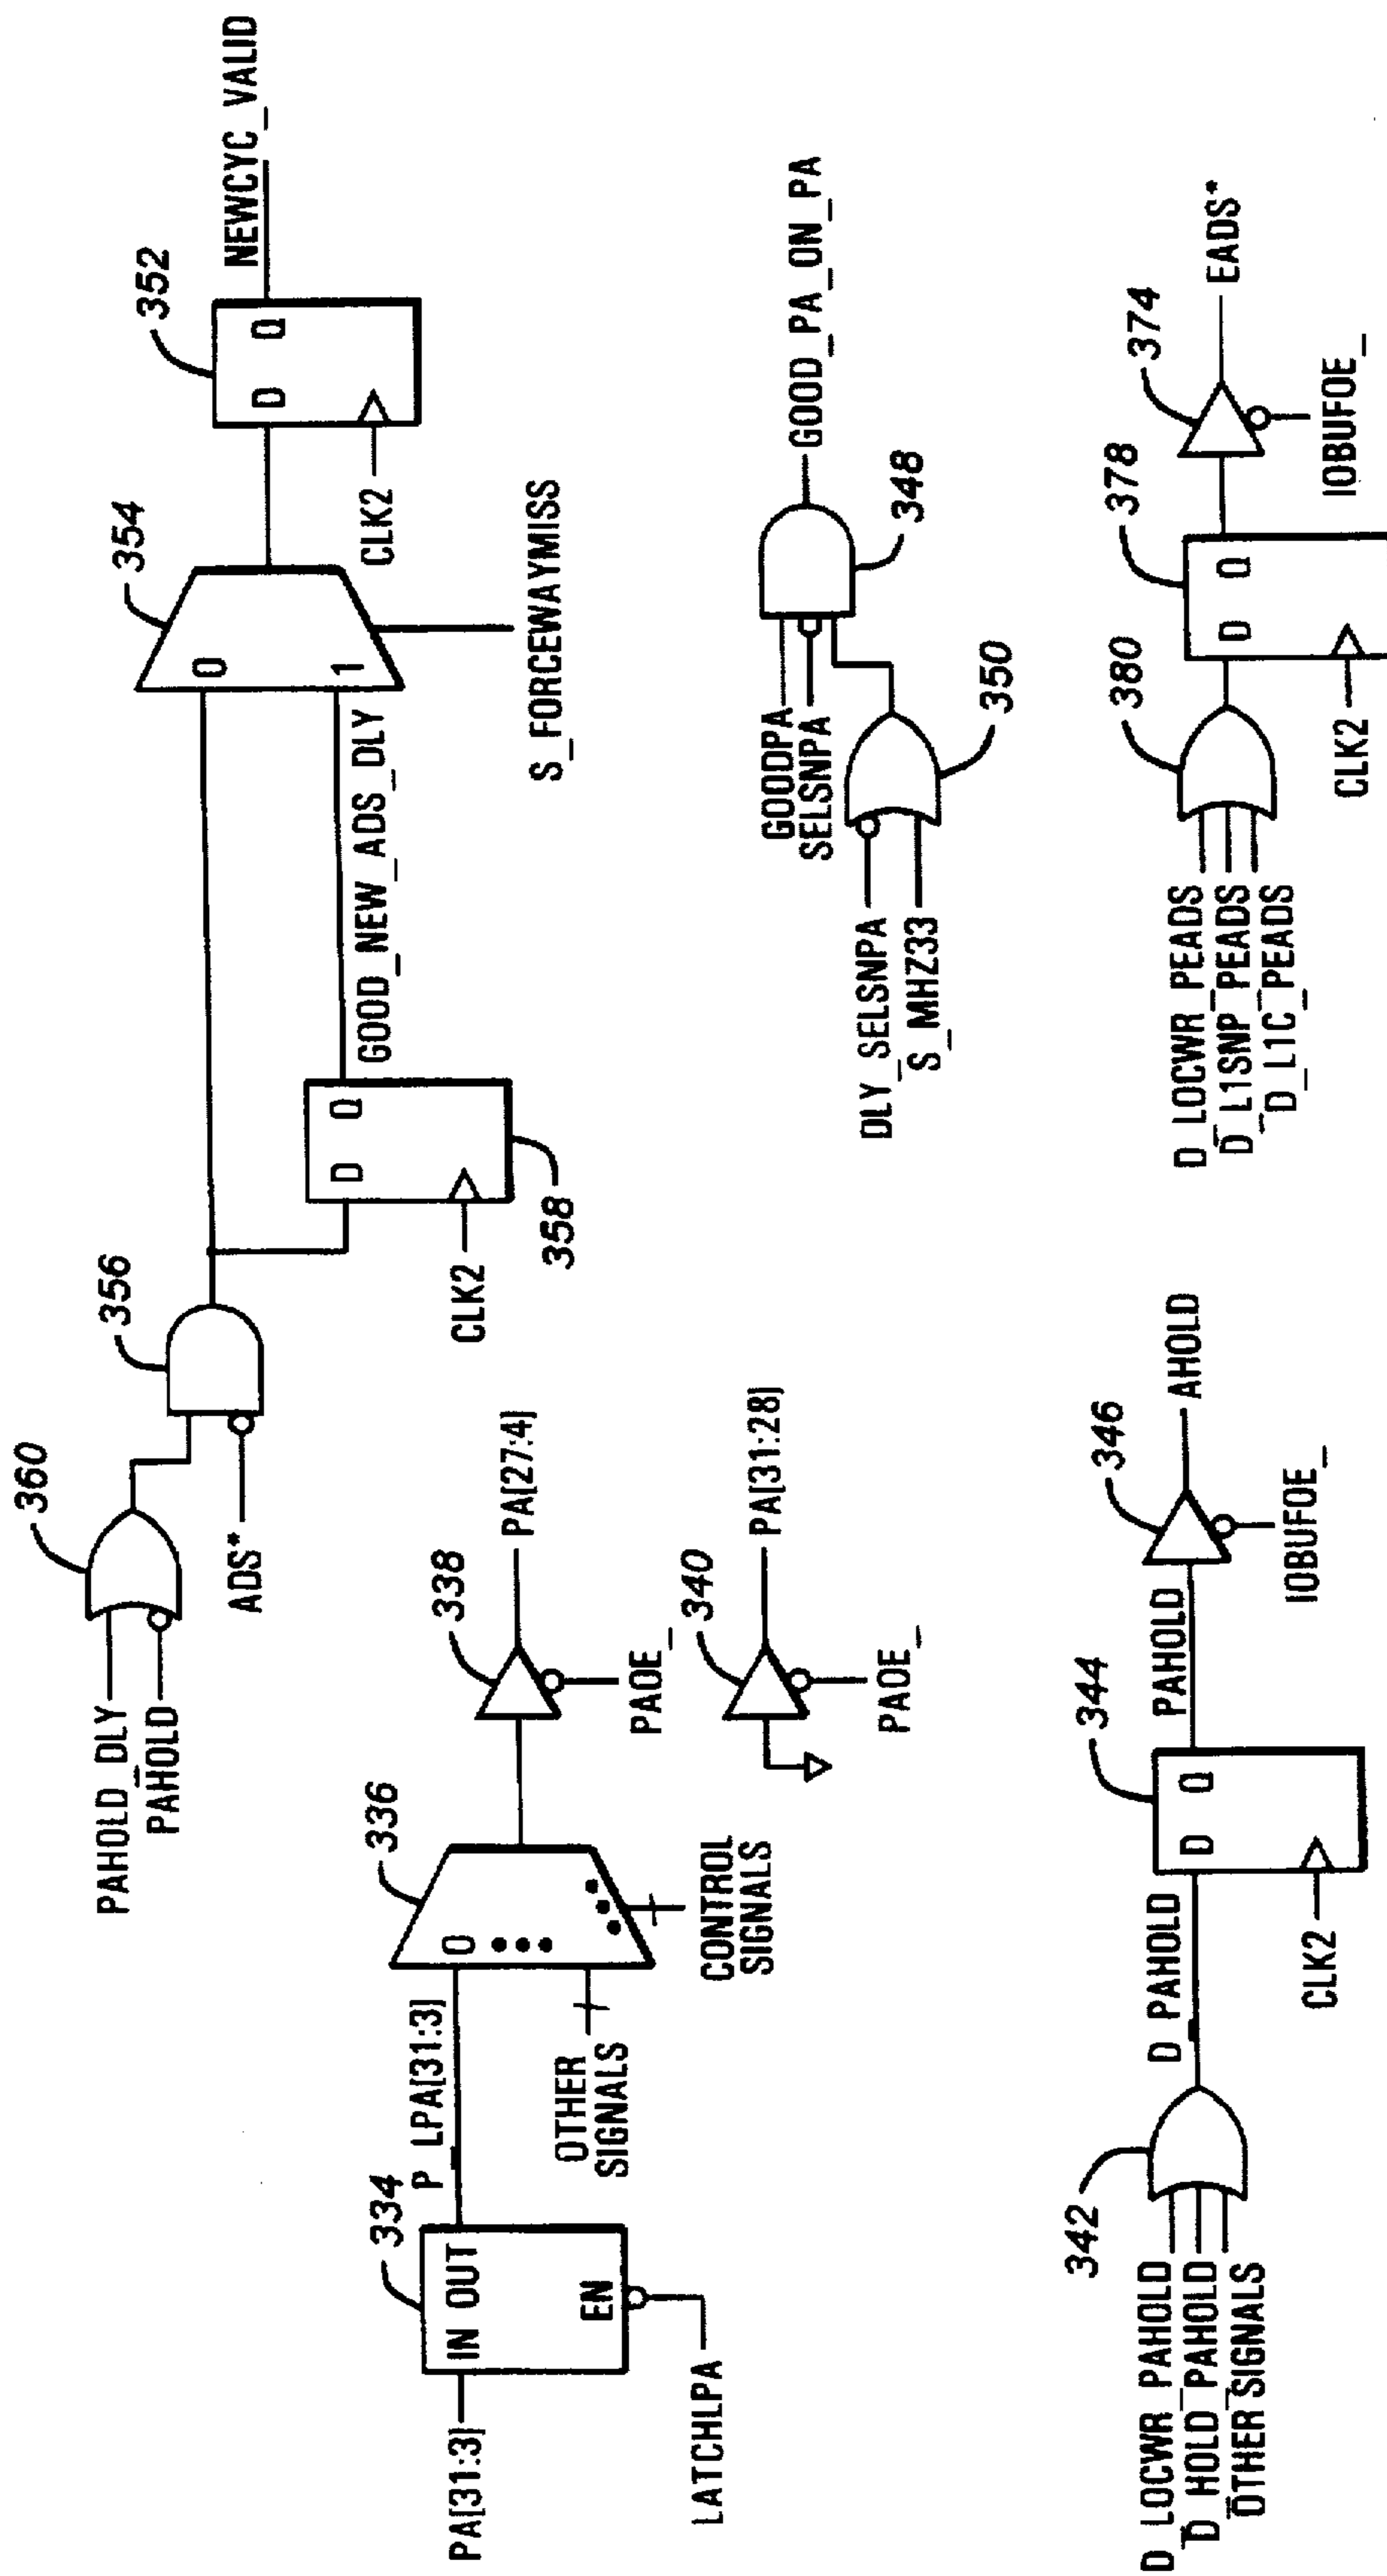 360
PAHOLD_DLY
PAHOLD
ADS*
356
D Q
CLK2
358
GOOD_NEW_ADS_DLY
354
0
1
S_FORCEWAYMISS
352
D Q
CLK2
NEWCYC_VALID
PA[31:3]
334
IN OUT
EN
LATCHLPA
P_LPA[31:3]
OTHER
SIGNALS
336
0
CONTROL
SIGNALS
338
PA[27:4]
PAOE_
340
PA[31:28]
PAOE_
GOODPA
SELSNPA
DLY_SELSNPA
S_MHZ33
350
348
GOOD_PA_ON_PA
342
D_LOCWR_PAHOLD
D_HOLD_PAHOLD
OTHER SIGNALS
D_PAHOLD
344
D Q
CLK2
PAHOLD
346
AHOLD
IOBUFOE_
D_LOCWR_PEADS
D_L1SNP_PEADS
D_L1C_PEADS
380
378
D Q
CLK2
374
EADS*
IOBUFOE_